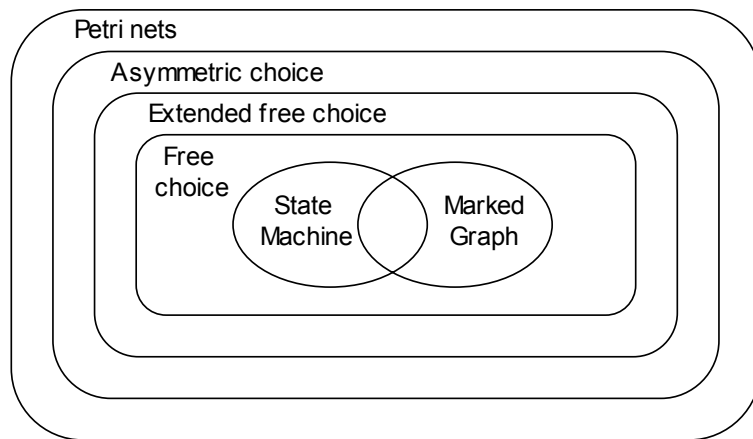 Petri nets
Asymmetric choice
Extended free choice
Free
choice
State
Machine
Marked
Graph